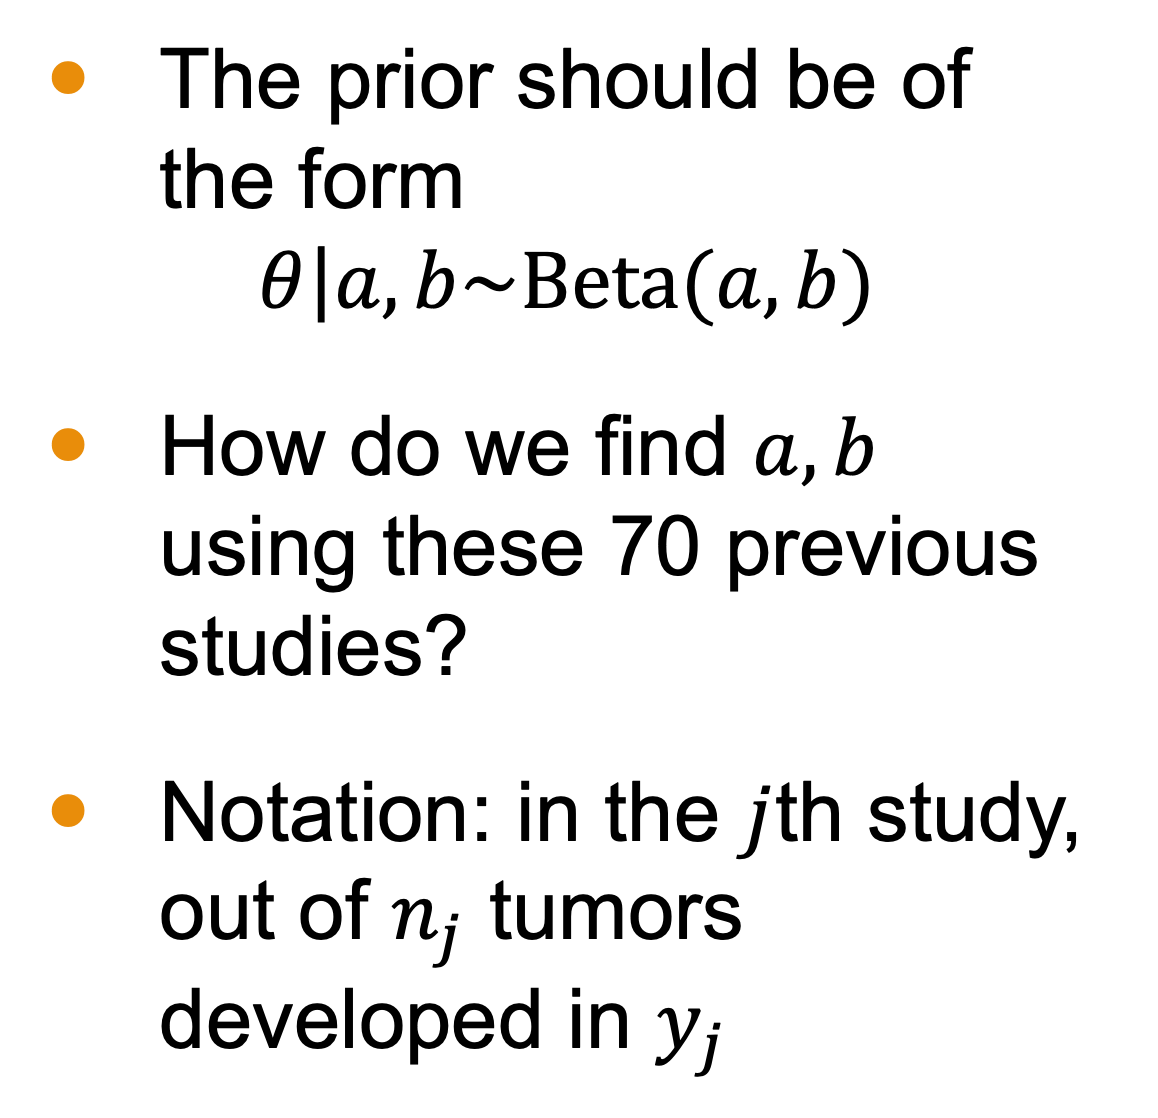 • The prior should be of
the form
θ|a, b~Beta(a, b)
• How do we find a, b
using these 70 previous
studies?
• Notation: in the jth study,
out of nⱼ tumors
developed in yⱼ